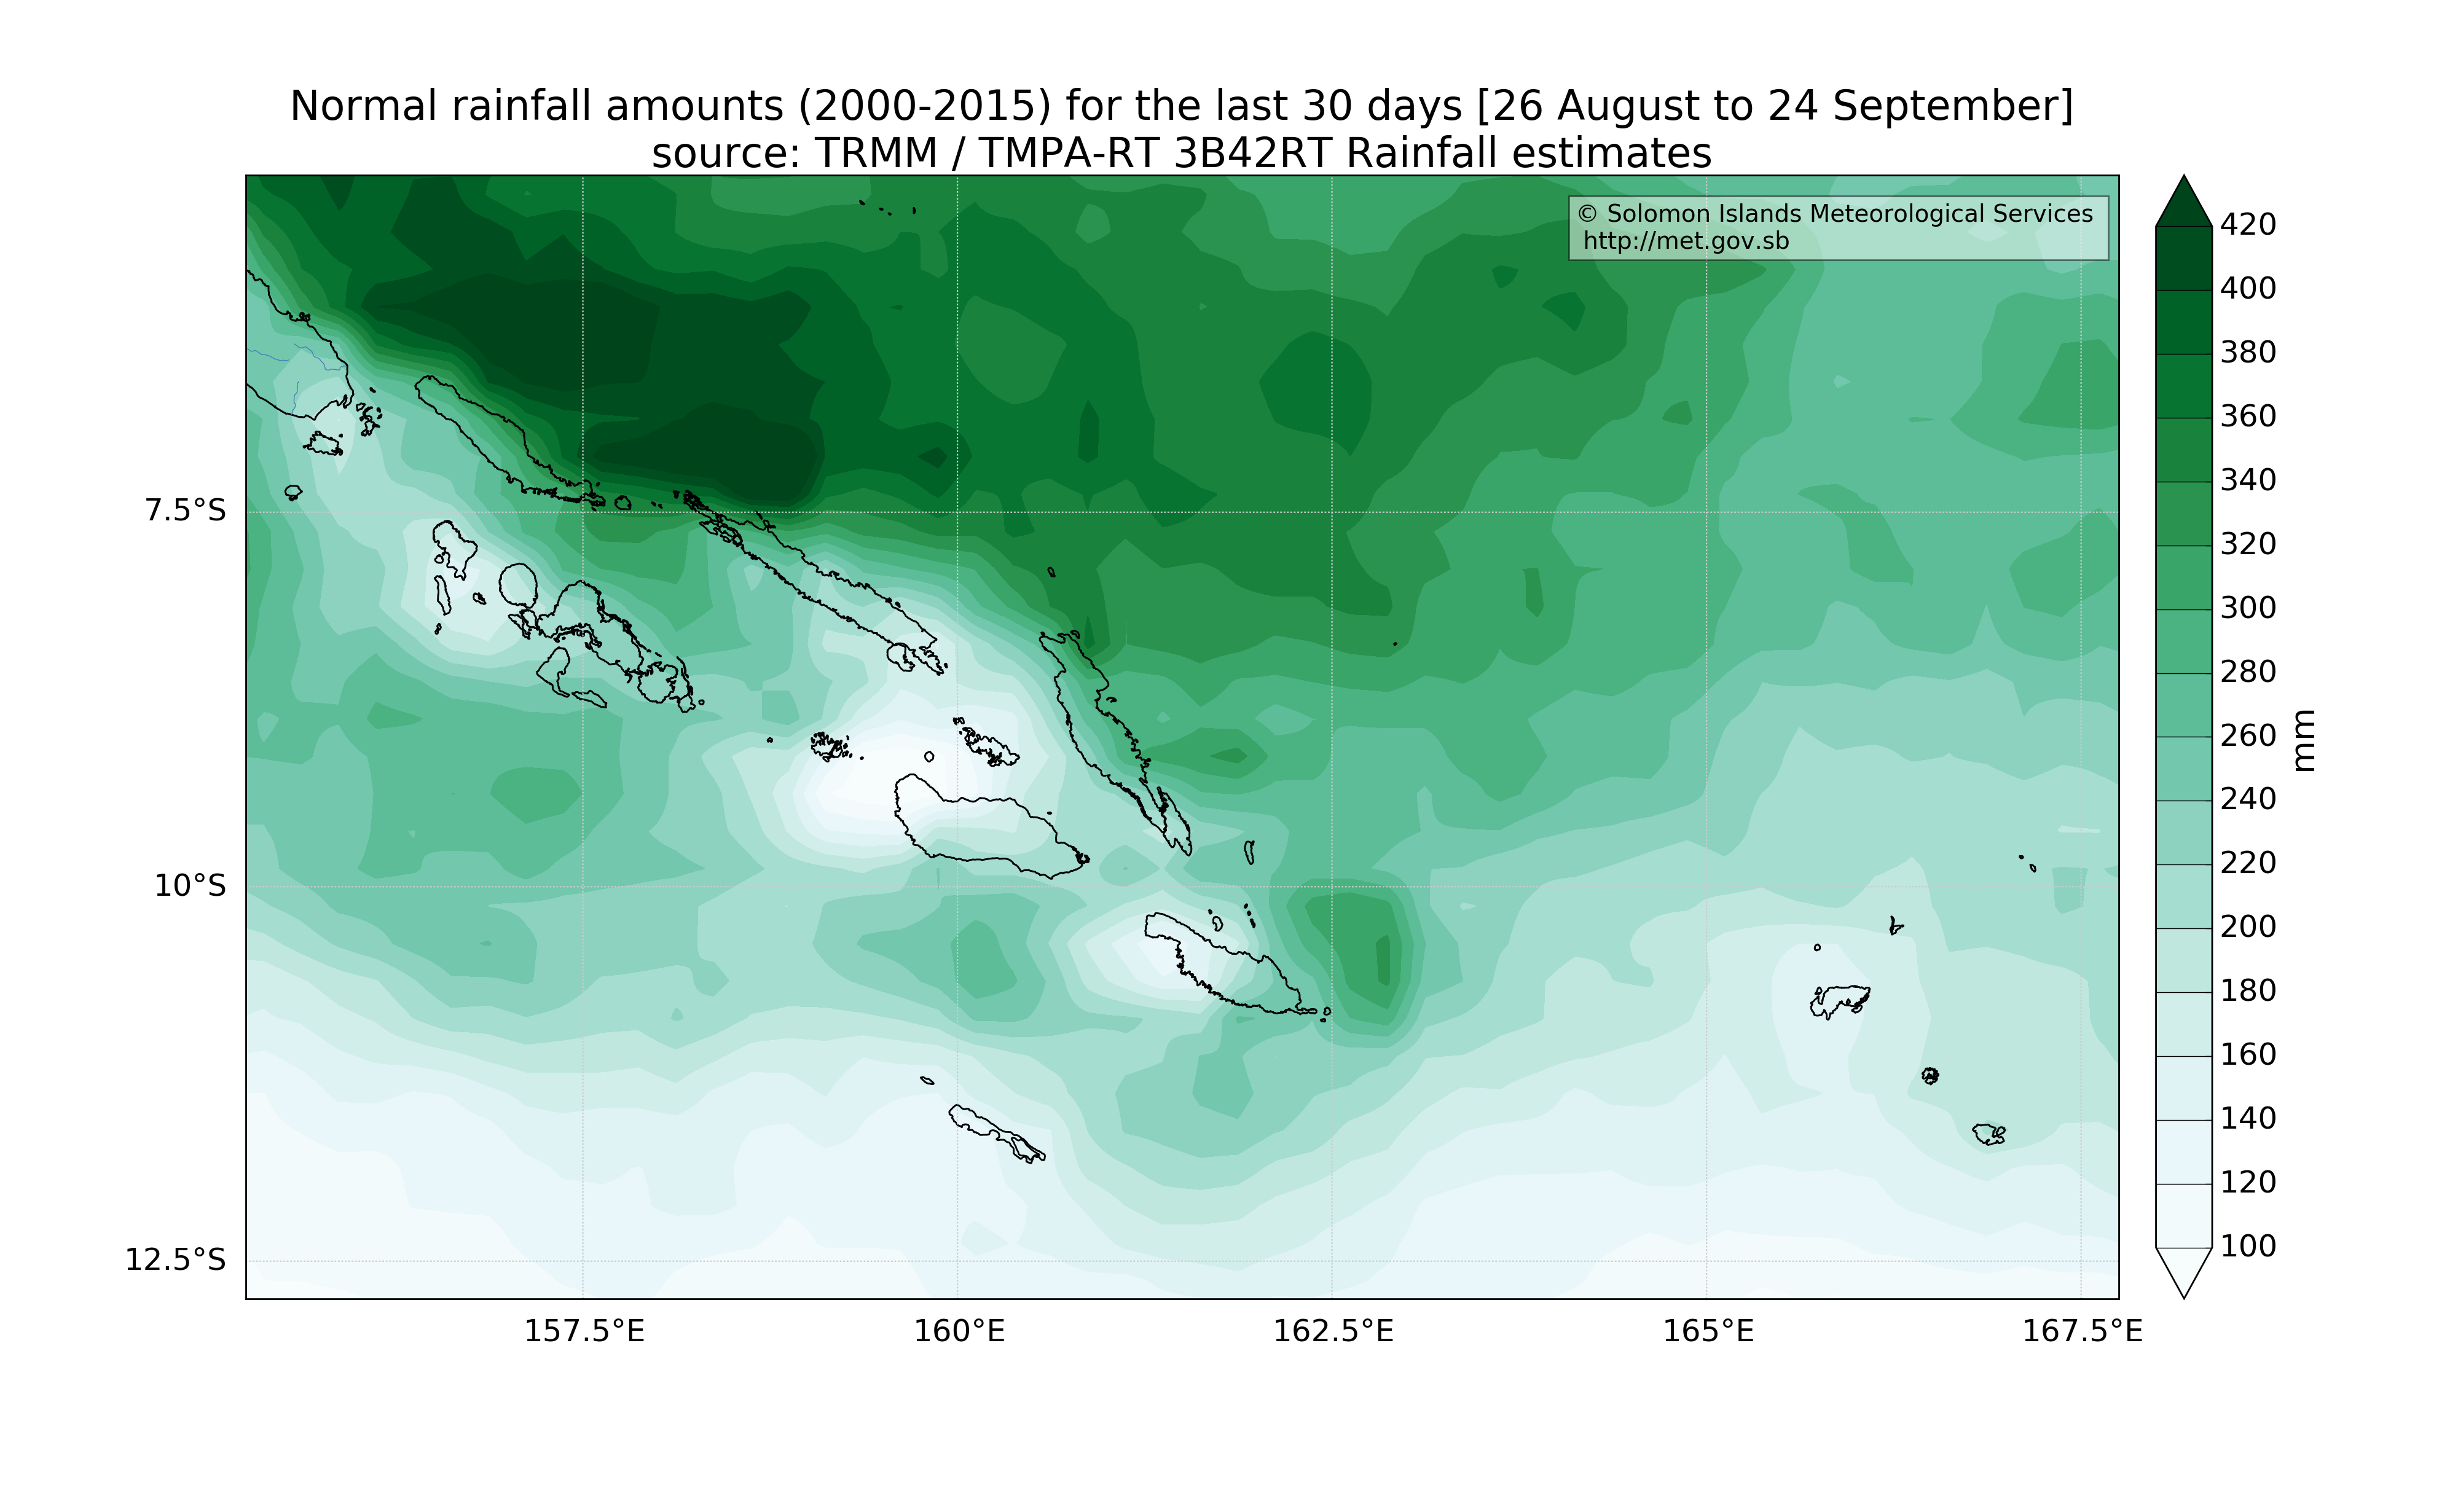 Normal rainfall amounts (2000-2015) for the last 30 days [26 August to 24 September]
source: TRMM / TMPA-RT 3B42RT Rainfall estimates
© Solomon Islands Meteorological Services
http://met.gov.sb
7.5°S
10°S
12.5°S
157.5°E
160°E
162.5°E
165°E
167.5°E
420
400
380
360
340
320
300
280
260
240
220
200
180
160
140
120
100
mm